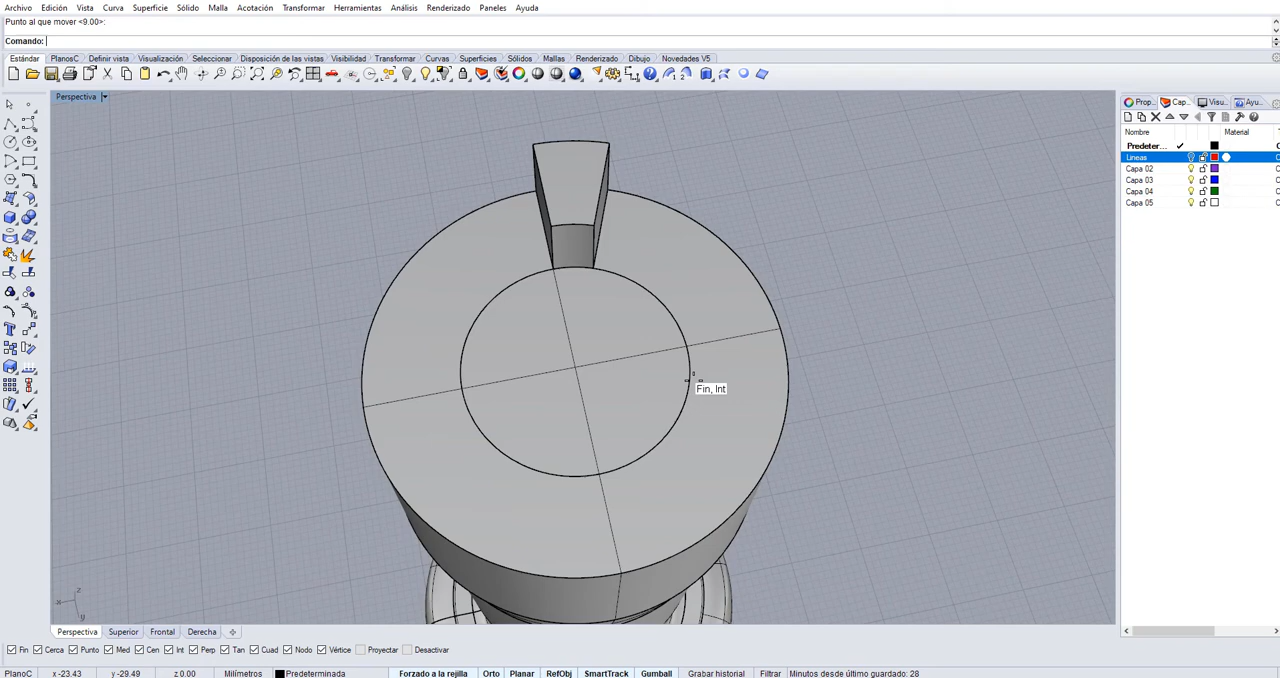 Archivo Edición Vista Curva Superficie Sólido Malla Acotación Transformar Herramientas Análisis Renderizado Paneles Ayuda
Punto al que mover <9.00>:
Comando:
Estándar PlanosC Definir vista Visualización Seleccionar Disposición de las vistas Visibilidad Transformar Curvas Superficies Sólidos Mallas Renderizado Dibujo Novedades V5
Perspectiva
Prop... Cap... Visu... Ayu...
Nombre Material
Predeter... C
Lineas C
Capa 02 C
Capa 03 C
Capa 04 C
Capa 05 C
Fin, Int
z
x
y
Perspectiva Superior Frontal Derecha
Fin Cerca Punto Med Cen Int Perp Tan Cuad Nodo Vértice Proyectar Desactivar
PlanoC x -23.43 y -29.49 z 0.00 Milímetros Predeterminada Forzado a la rejilla Orto Planar RefObj SmartTrack Gumball Grabar historial Filtrar Minutos desde último guardado: 28